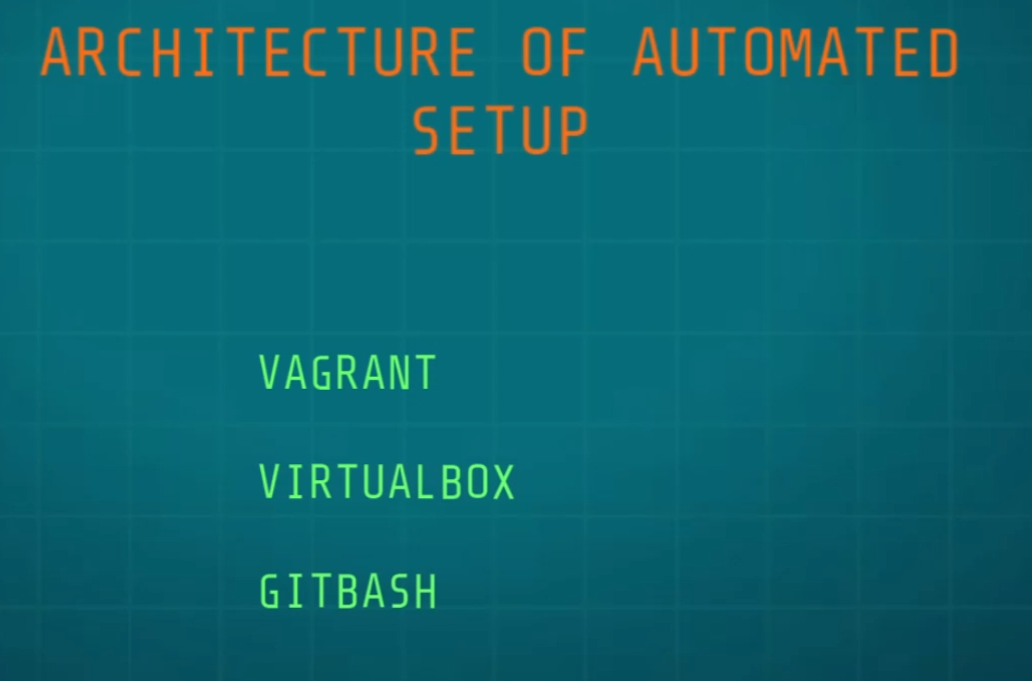 ARCHITECTURE OF AUTOMATED
SETUP
VAGRANT
VIRTUALBOX
GITBASH